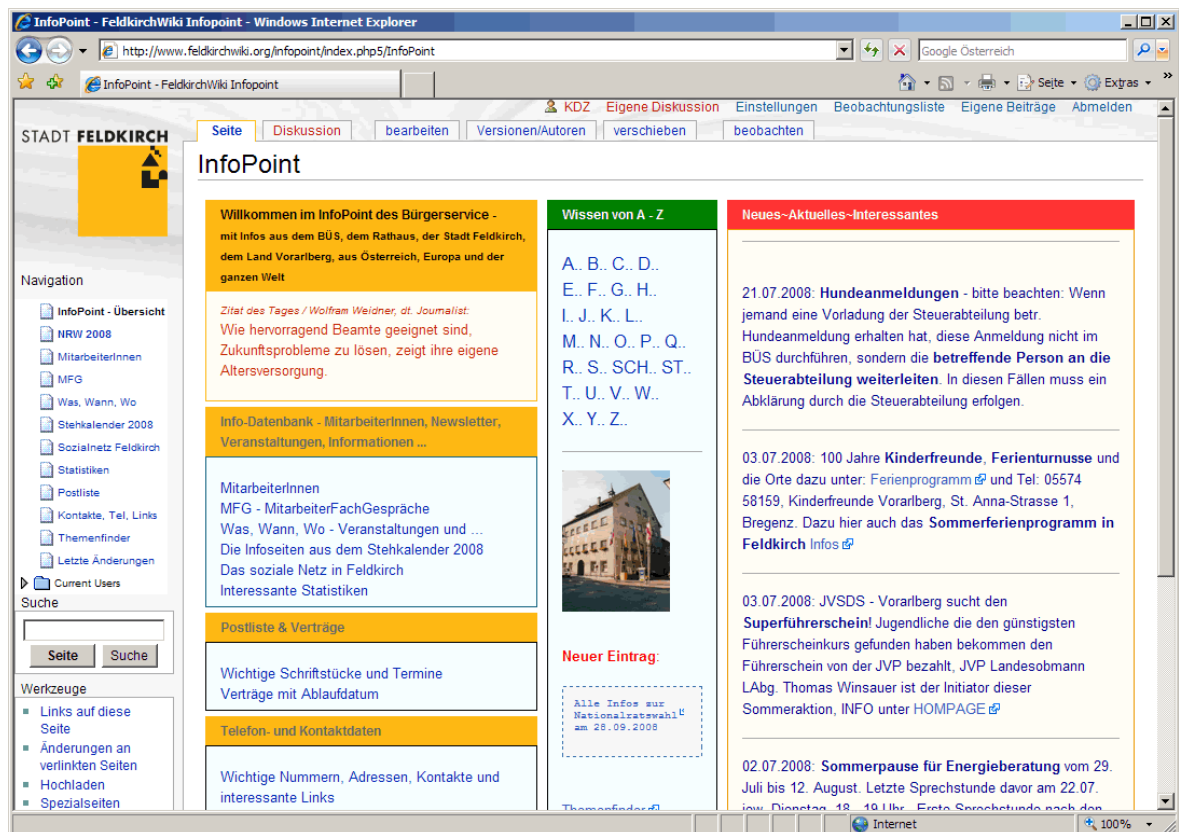 InfoPoint - FeldkirchWiki Infopoint - Windows Internet Explorer
http://www.feldkirchwiki.org/infopoint/index.php5/InfoPoint
Google Österreich
InfoPoint - FeldkirchWiki Infopoint
Seite
Extras
»
KDZ Eigene Diskussion Einstellungen Beobachtungsliste Eigene Beiträge Abmelden
STADT FELDKIRCH
Seite Diskussion bearbeiten Versionen/Autoren verschieben beobachten
InfoPoint
Navigation
InfoPoint - Übersicht
NRW 2008
MitarbeiterInnen
MFG
Was, Wann, Wo
Stehkalender 2008
Sozialnetz Feldkirch
Statistiken
Postliste
Kontakte, Tel, Links
Themenfinder
Letzte Änderungen
Current Users
Suche
Seite Suche
Werkzeuge
Links auf diese
Seite
Änderungen an
verlinkten Seiten
Hochladen
Spezialseiten
Willkommen im InfoPoint des Bürgerservice -
mit Infos aus dem BÜS, dem Rathaus, der Stadt Feldkirch,
dem Land Vorarlberg, aus Österreich, Europa und der
ganzen Welt
Zitat des Tages / Wolfram Weidner, dt. Journalist:
Wie hervorragend Beamte geeignet sind,
Zukunftsprobleme zu lösen, zeigt ihre eigene
Altersversorgung.
Info-Datenbank - MitarbeiterInnen, Newsletter,
Veranstaltungen, Informationen ...
MitarbeiterInnen
MFG - MitarbeiterFachGespräche
Was, Wann, Wo - Veranstaltungen und ...
Die Infoseiten aus dem Stehkalender 2008
Das soziale Netz in Feldkirch
Interessante Statistiken
Postliste & Verträge
Wichtige Schriftstücke und Termine
Verträge mit Ablaufdatum
Telefon- und Kontaktdaten
Wichtige Nummern, Adressen, Kontakte und
interessante Links
Wissen von A - Z
A.. B.. C.. D..
E.. F.. G.. H..
I.. J.. K.. L..
M.. N.. O.. P.. Q..
R.. S.. SCH.. ST..
T.. U.. V.. W..
X.. Y.. Z..
Neuer Eintrag:
Alle Infos zur
Nationalratswahl
am 28.09.2008
Themenfinder
Neues~Aktuelles~Interessantes
21.07.2008: Hundeanmeldungen - bitte beachten: Wenn
jemand eine Vorladung der Steuerabteilung betr.
Hundeanmeldung erhalten hat, diese Anmeldung nicht im
BÜS durchführen, sondern die betreffende Person an die
Steuerabteilung weiterleiten. In diesen Fällen muss ein
Abklärung durch die Steuerabteilung erfolgen.
03.07.2008: 100 Jahre Kinderfreunde, Ferienturnusse und
die Orte dazu unter: Ferienprogramm und Tel: 05574
58159, Kinderfreunde Vorarlberg, St. Anna-Strasse 1,
Bregenz. Dazu hier auch das Sommerferienprogramm in
Feldkirch Infos
03.07.2008: JVSDS - Vorarlberg sucht den
Superführerschein! Jugendliche die den günstigsten
Führerscheinkurs gefunden haben bekommen den
Führerschein von der JVP bezahlt, JVP Landesobmann
LAbg. Thomas Winsauer ist der Initiator dieser
Sommeraktion, INFO unter HOMPAGE
02.07.2008: Sommerpause für Energieberatung vom 29.
Juli bis 12. August. Letzte Sprechstunde davor am 22.07.
jew. Dienstag, 18 - 19 Uhr. Erste Sprechstunde nach den
Internet
100%